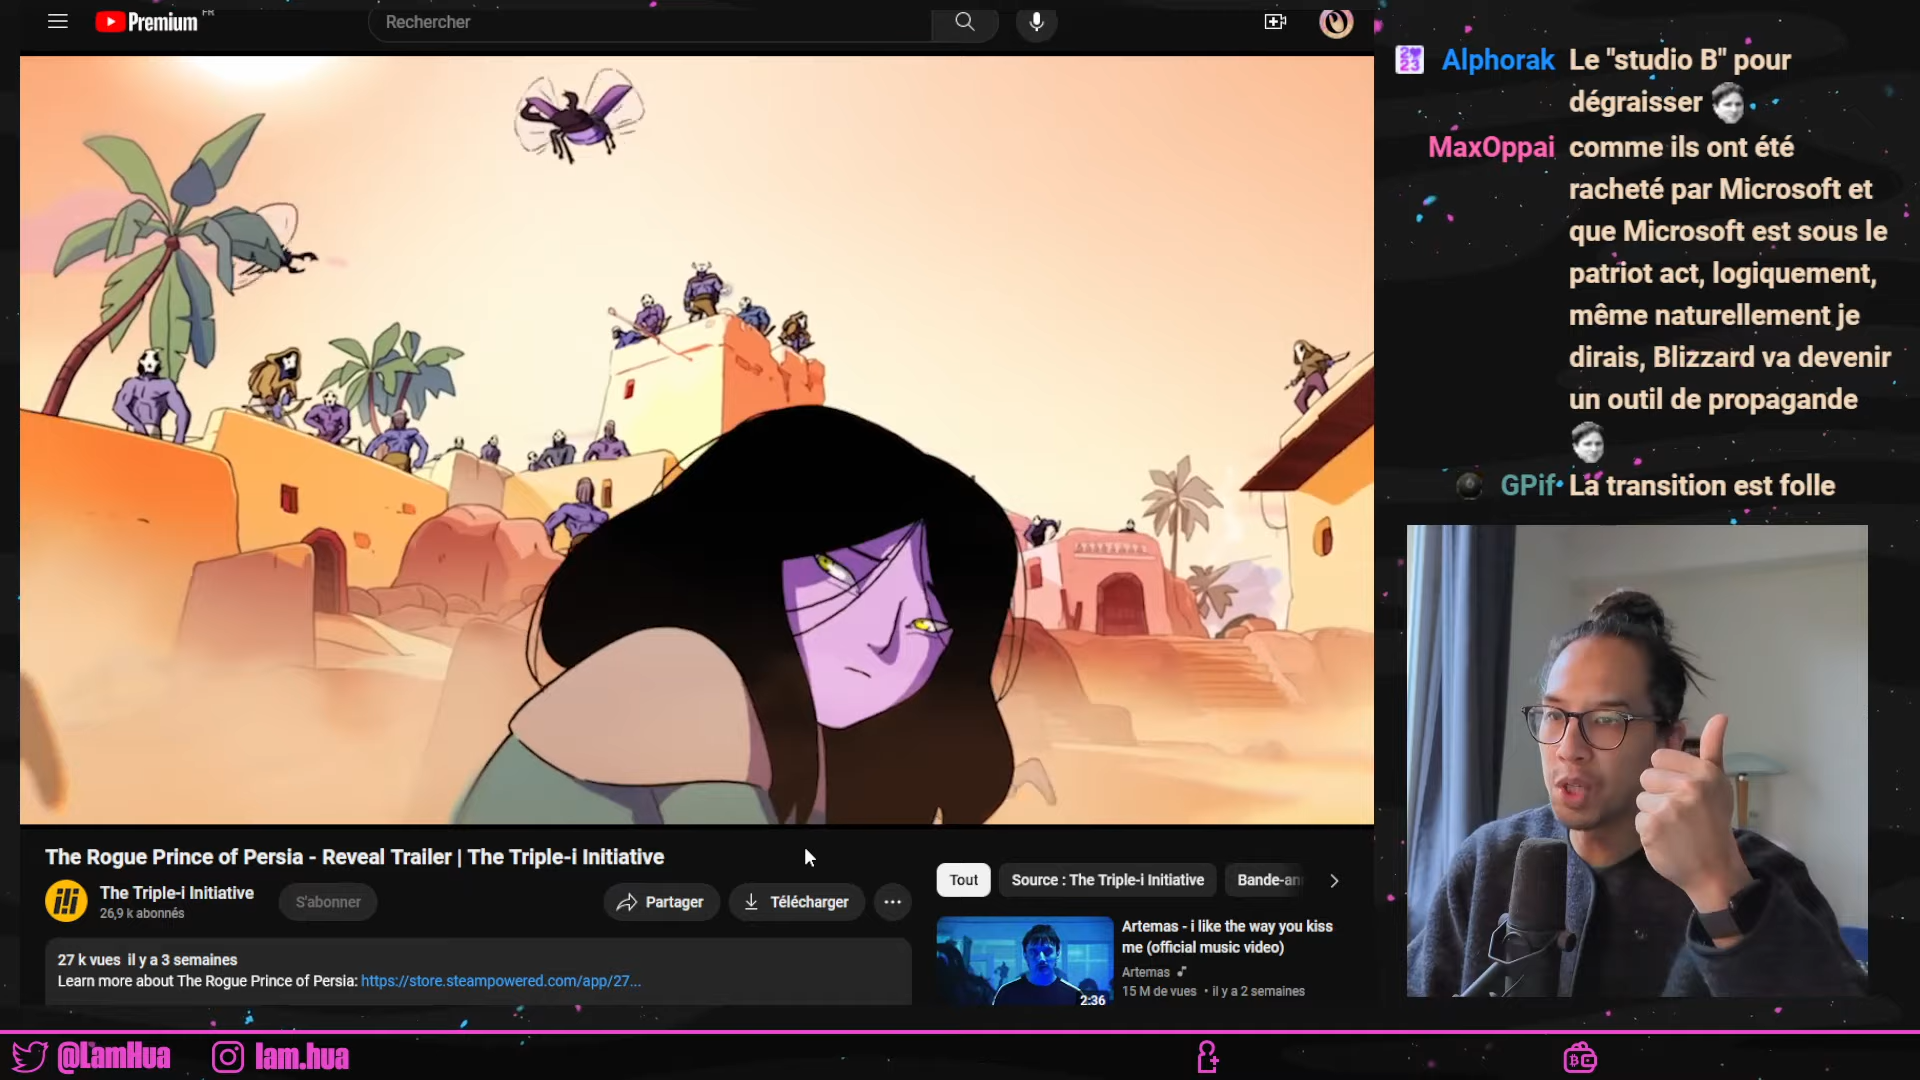 Premium FR
Rechercher
Alphorak Le "studio B" pour
dégraisser
MaxOppai comme ils ont été
racheté par Microsoft et
que Microsoft est sous le
patriot act, logiquement,
même naturellement je
dirais, Blizzard va devenir
un outil de propagande
GPif La transition est folle
The Rogue Prince of Persia - Reveal Trailer | The Triple-i Initiative
The Triple-i Initiative
26,9 k abonnés
S'abonner
Partager
Télécharger
27 k vues il y a 3 semaines
Learn more about The Rogue Prince of Persia: https://store.steampowered.com/app/27...
Tout
Source : The Triple-i Initiative
Bande-an
Artemas - i like the way you kiss
me (official music video)
Artemas
15 M de vues • il y a 2 semaines
2:36
@LamHua
lam.hua